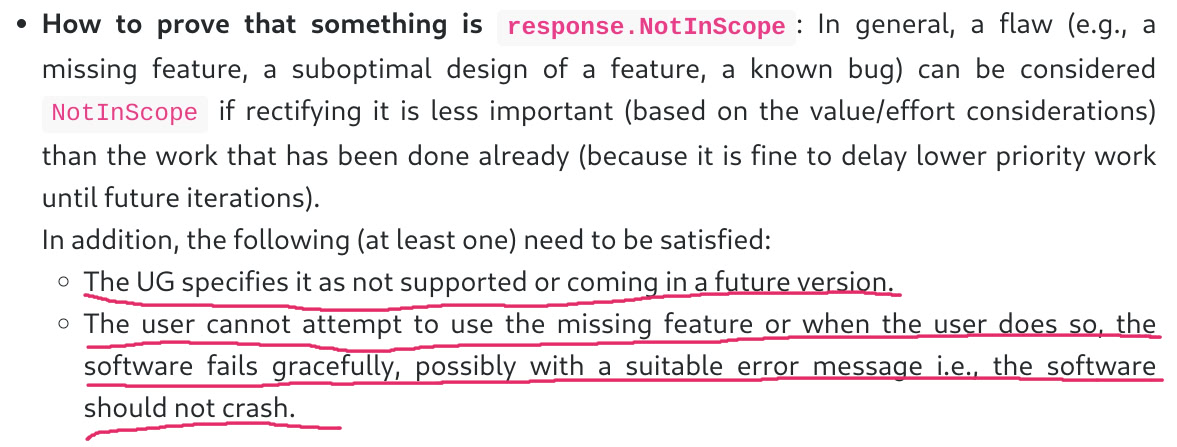 • How to prove that something is response.NotInScope: In general, a flaw (e.g., a
missing feature, a suboptimal design of a feature, a known bug) can be considered
NotInScope if rectifying it is less important (based on the value/effort considerations)
than the work that has been done already (because it is fine to delay lower priority work
until future iterations).
In addition, the following (at least one) need to be satisfied:
◦ The UG specifies it as not supported or coming in a future version.
◦ The user cannot attempt to use the missing feature or when the user does so, the
software fails gracefully, possibly with a suitable error message i.e., the software
should not crash.